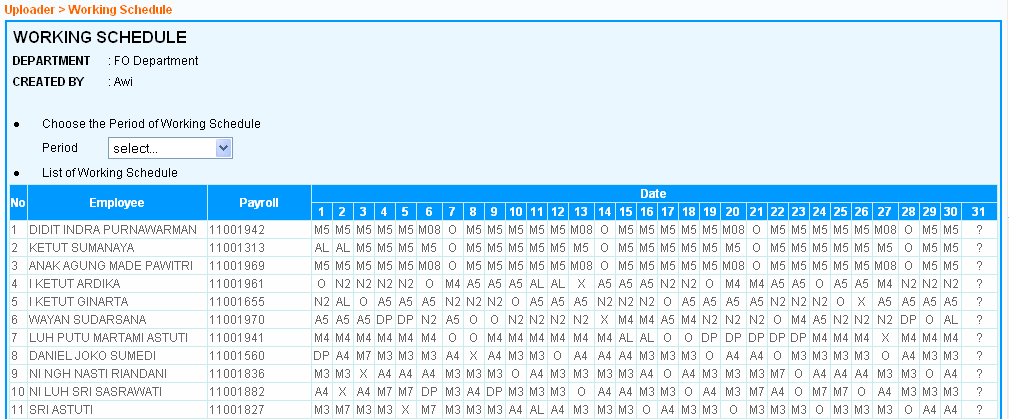 Uploader > Working Schedule
WORKING SCHEDULE
DEPARTMENT : FO Department
CREATED BY : Awi
• Choose the Period of Working Schedule
Period select...
• List of Working Schedule
No Employee Payroll Date
1 2 3 4 5 6 7 8 9 10 11 12 13 14 15 16 17 18 19 20 21 22 23 24 25 26 27 28 29 30 31
1 DIDIT INDRA PURNAWARMAN 11001942 M5 M5 M5 M5 M5 M08 O M5 M5 M5 M5 M5 M08 O M5 M5 M5 M5 M5 M08 O M5 M5 M5 M5 M5 M08 O M5 M5 ?
2 KETUT SUMANAYA 11001313 AL AL M5 M5 M5 M5 O M5 M5 M5 M5 M5 M5 O M5 M5 M5 M5 M5 M5 O M5 M5 M5 M5 M5 M5 O M5 M5 ?
3 ANAK AGUNG MADE PAWITRI 11001969 M5 M5 M5 M5 M5 M08 O M5 M5 M5 M5 M5 M08 O M5 M5 M5 M5 M5 M08 O M5 M5 M5 M5 M5 M08 O M5 M5 ?
4 I KETUT ARDIKA 11001961 O N2 N2 N2 N2 O M4 A5 A5 A5 AL AL X A5 A5 A5 N2 N2 O M4 M4 A5 A5 O A5 A5 M4 N2 N2 N2 ?
5 I KETUT GINARTA 11001655 N2 AL O A5 A5 A5 N2 N2 N2 O A5 A5 A5 N2 N2 N2 O A5 A5 A5 N2 N2 N2 N2 O X A5 A5 A5 A5 ?
6 WAYAN SUDARSANA 11001970 A5 A5 A5 DP DP N2 A5 O O N2 N2 N2 N2 X M4 M4 A5 M4 N2 N2 N2 O M4 A5 N2 N2 N2 DP O AL ?
7 LUH PUTU MARTAMI ASTUTI 11001941 M4 M4 M4 M4 M4 M4 O O M4 M4 M4 M4 M4 M4 AL AL O O DP DP DP DP DP M4 M4 M4 X M4 M4 M4 ?
8 DANIEL JOKO SUMEDI 11001560 DP A4 M7 M3 M3 M3 A4 X A4 M3 M3 O A4 A4 A4 M3 M3 M3 O A4 A4 O M3 M3 M3 M3 O A4 M3 M3 ?
9 NI NGH NASTI RIANDANI 11001836 M3 M3 X A4 A4 A4 M3 M3 M3 O A4 M3 M3 M3 M3 M3 A4 O A4 M3 M3 M3 M7 O A4 A4 A4 M3 M3 O ?
10 NI LUH SRI SASRAWATI 11001882 A4 X A4 M7 M7 DP M3 A4 DP M3 M3 M3 O A4 A4 M3 M3 O A4 M3 M7 A4 O M7 M7 O A4 M3 M3 M3 ?
11 SRI ASTUTI 11001827 M3 M7 M3 M3 X M7 M3 M3 M3 A4 AL A4 M3 M3 M3 O A4 M3 M3 O M3 M3 M3 M3 O M3 M3 O A4 A4 ?